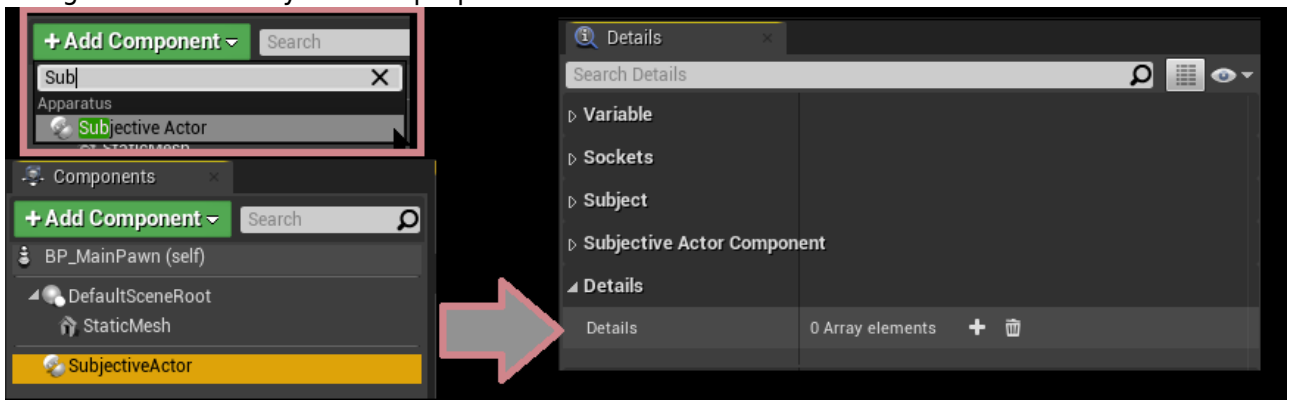 + Add Component
Search
Sub
Apparatus
Subjective Actor
StaticMesh
Components
+ Add Component
Search
BP_MainPawn (self)
DefaultSceneRoot
StaticMesh
SubjectiveActor
Details
Search Details
Variable
Sockets
Subject
Subjective Actor Component
Details
Details 0 Array elements